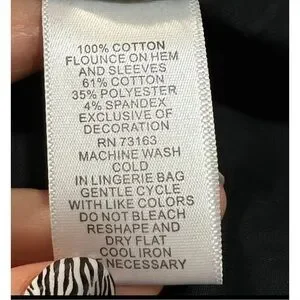 100% COTTON
FLOUNCE ON HEM
AND SLEEVES
61% COTTON
35% POLYESTER
4% SPANDEX
EXCLUSIVE OF
DECORATION
RN 73163
MACHINE WASH
COLD
IN LINGERIE BAG
GENTLE CYCLE
WITH LIKE COLORS
DO NOT BLEACH
RESHAPE AND
DRY FLAT
COOL IRON
NECESSARY